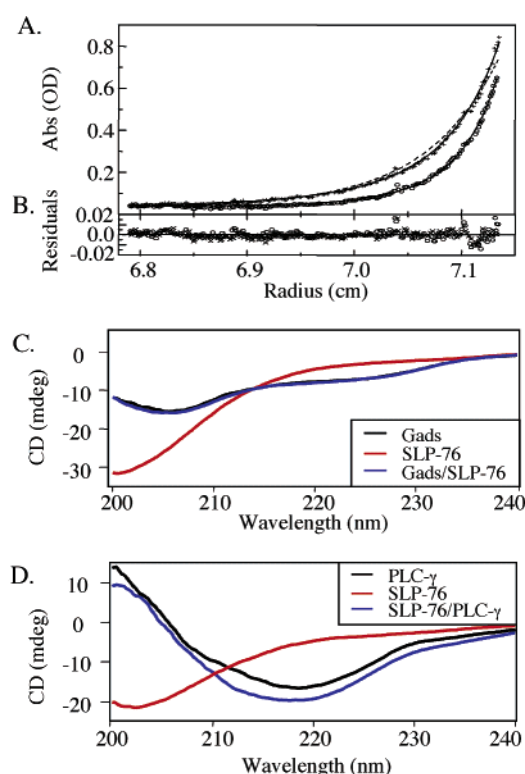 A.
0.8
0.6
0.4
0.2
Abs (OD)
B.
0.02
0.0
-0.02
Residuals
6.8 6.9 7.0 7.1
Radius (cm)
C.
0
-10
-20
-30
CD (mdeg)
Gads
SLP-76
Gads/SLP-76
200 210 220 230 240
Wavelength (nm)
D.
10
0
-10
-20
CD (mdeg)
PLC-γ
SLP-76
SLP-76/PLC-γ
200 210 220 230 240
Wavelength (nm)